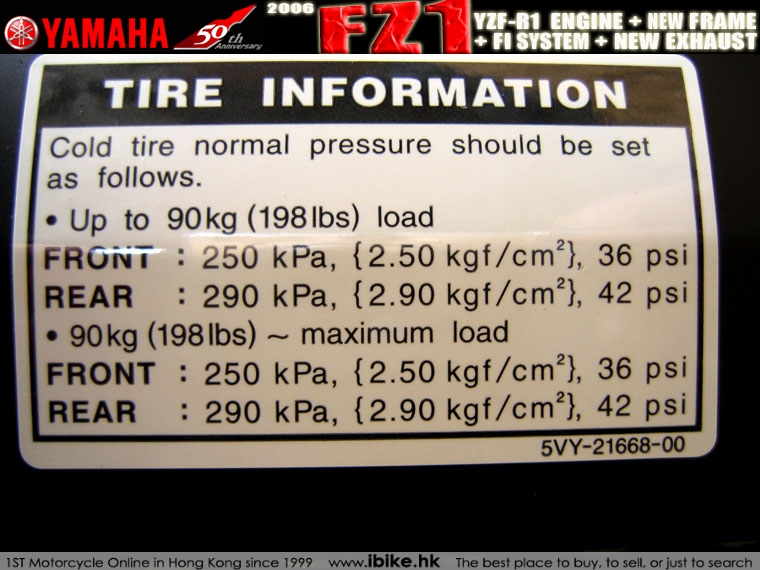 YAMAHA 50th Anniversary 2006 FZ1 YZF-R1 ENGINE + NEW FRAME
+ FI SYSTEM + NEW EXHAUST
TIRE INFORMATION
Cold tire normal pressure should be set
as follows.
• Up to 90kg (198lbs) load
FRONT : 250 kPa, {2.50 kgf/cm²}, 36 psi
REAR : 290 kPa, {2.90 kgf/cm²}, 42 psi
• 90kg (198lbs) ~ maximum load
FRONT : 250 kPa, {2.50 kgf/cm²}, 36 psi
REAR : 290 kPa, {2.90 kgf/cm²}, 42 psi
5VY-21668-00
1ST Motorcycle Online in Hong Kong since 1999 www.ibike.hk The best place to buy, to sell, or just to search